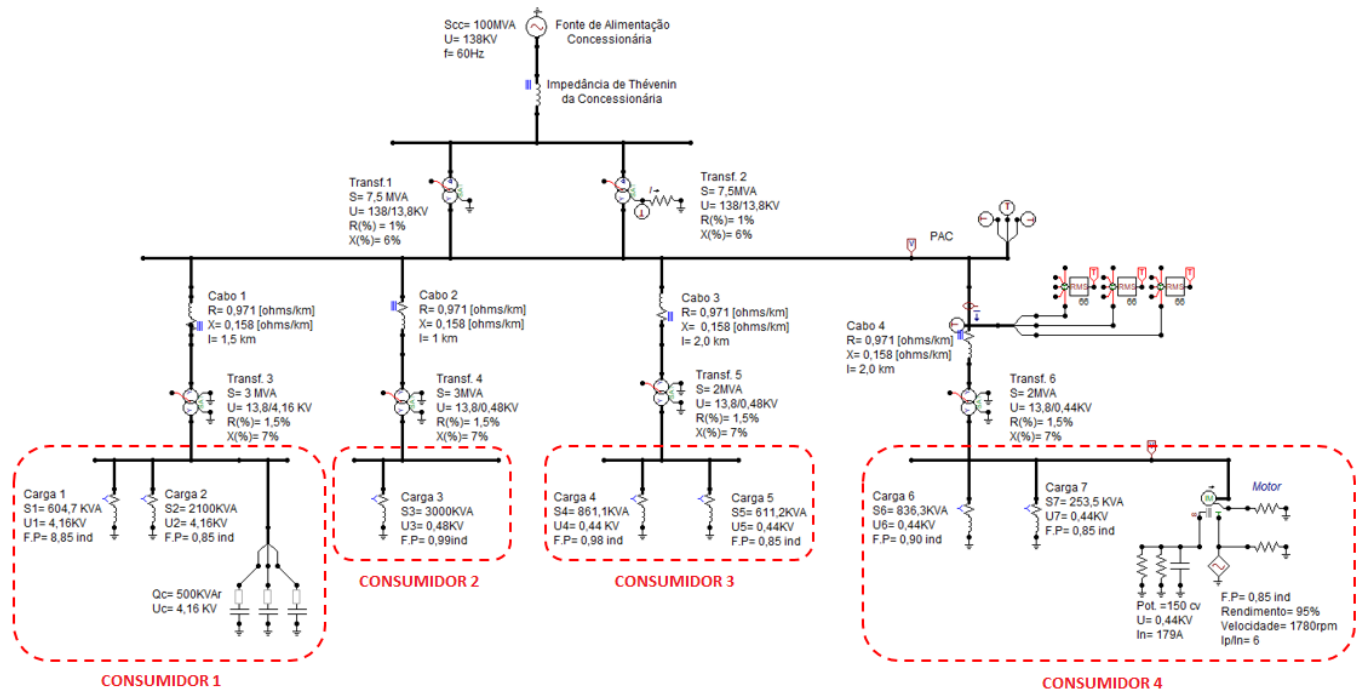 Scc= 100MVA
U= 138KV
f= 60Hz
Fonte de Alimentação
Concessionária
Impedância de Thévenin
da Concessionária
Transf.1
S= 7,5 MVA
U= 138/13,8KV
R(%) = 1%
X(%)= 6%
Transf. 2
S= 7,5MVA
U= 138/13,8KV
R(%)= 1%
X(%)= 6%
I
1
V
PAC
T
T
T
T
T
T
RMS
RMS
RMS
66
66
66
Cabo 1
R= 0,971 [ohms/km]
X= 0,158 [ohms/km]
l= 1,5 km
Cabo 2
R= 0,971 [ohms/km]
X= 0,158 [ohms/km]
l= 1 km
Cabo 3
R= 0,971 [ohms/km]
X= 0,158 [ohms/km]
l= 2,0 km
Cabo 4
R= 0,971 [ohms/km]
X= 0,158 [ohms/km]
l= 2,0 km
Transf. 3
S= 3 MVA
U= 13,8/4,16 KV
R(%)= 1,5%
X(%)= 7%
Transf. 4
S= 3MVA
U= 13,8/0,48KV
R(%)= 1,5%
X(%)= 7%
Transf. 5
S= 2MVA
U= 13,8/0,48KV
R(%)= 1,5%
X(%)= 7%
Transf. 6
S= 2MVA
U= 13,8/0,44KV
R(%)= 1,5%
X(%)= 7%
Carga 1
S1= 604,7 KVA
U1= 4,16KV
F.P= 8,85 ind
Carga 2
S2= 2100KVA
U2= 4,16KV
F.P= 0,85 ind
Qc= 500KVAr
Uc= 4,16 KV
Carga 3
S3= 3000KVA
U3= 0,48KV
F.P= 0,99ind
Carga 4
S4= 861,1KVA
U4= 0,44 KV
F.P= 0,98 ind
Carga 5
S5= 611,2KVA
U5= 0,44KV
F.P= 0,85 ind
Carga 6
S6= 836,3KVA
U6= 0,44KV
F.P= 0,90 ind
Carga 7
S7= 253,5 KVA
U7= 0,44KV
F.P= 0,85 ind
Motor
IM
Pot. =150 cv
U= 0,44KV
In= 179A
F.P= 0,85 ind
Rendimento= 95%
Velocidade= 1780rpm
Ip/In= 6
CONSUMIDOR 1
CONSUMIDOR 2
CONSUMIDOR 3
CONSUMIDOR 4